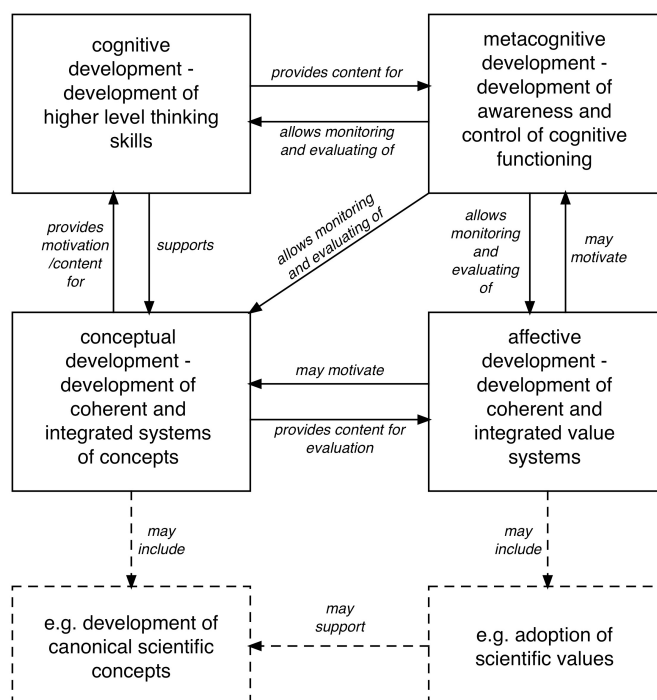 cognitive
development -
development of
higher level thinking
skills
provides content for
allows monitoring
and evaluating of
metacognitive
development -
development of
awareness and
control of cognitive
functioning
provides
motivation
/content
for
supports
allows monitoring
and evaluating of
allows
monitoring
and
evaluating
of
may
motivate
conceptual
development -
development of
coherent and
integrated systems
of concepts
may motivate
provides content for
evaluation
affective
development -
development of
coherent and
integrated value
systems
may
include
may
include
e.g. development of
canonical scientific
concepts
may
support
e.g. adoption of
scientific values